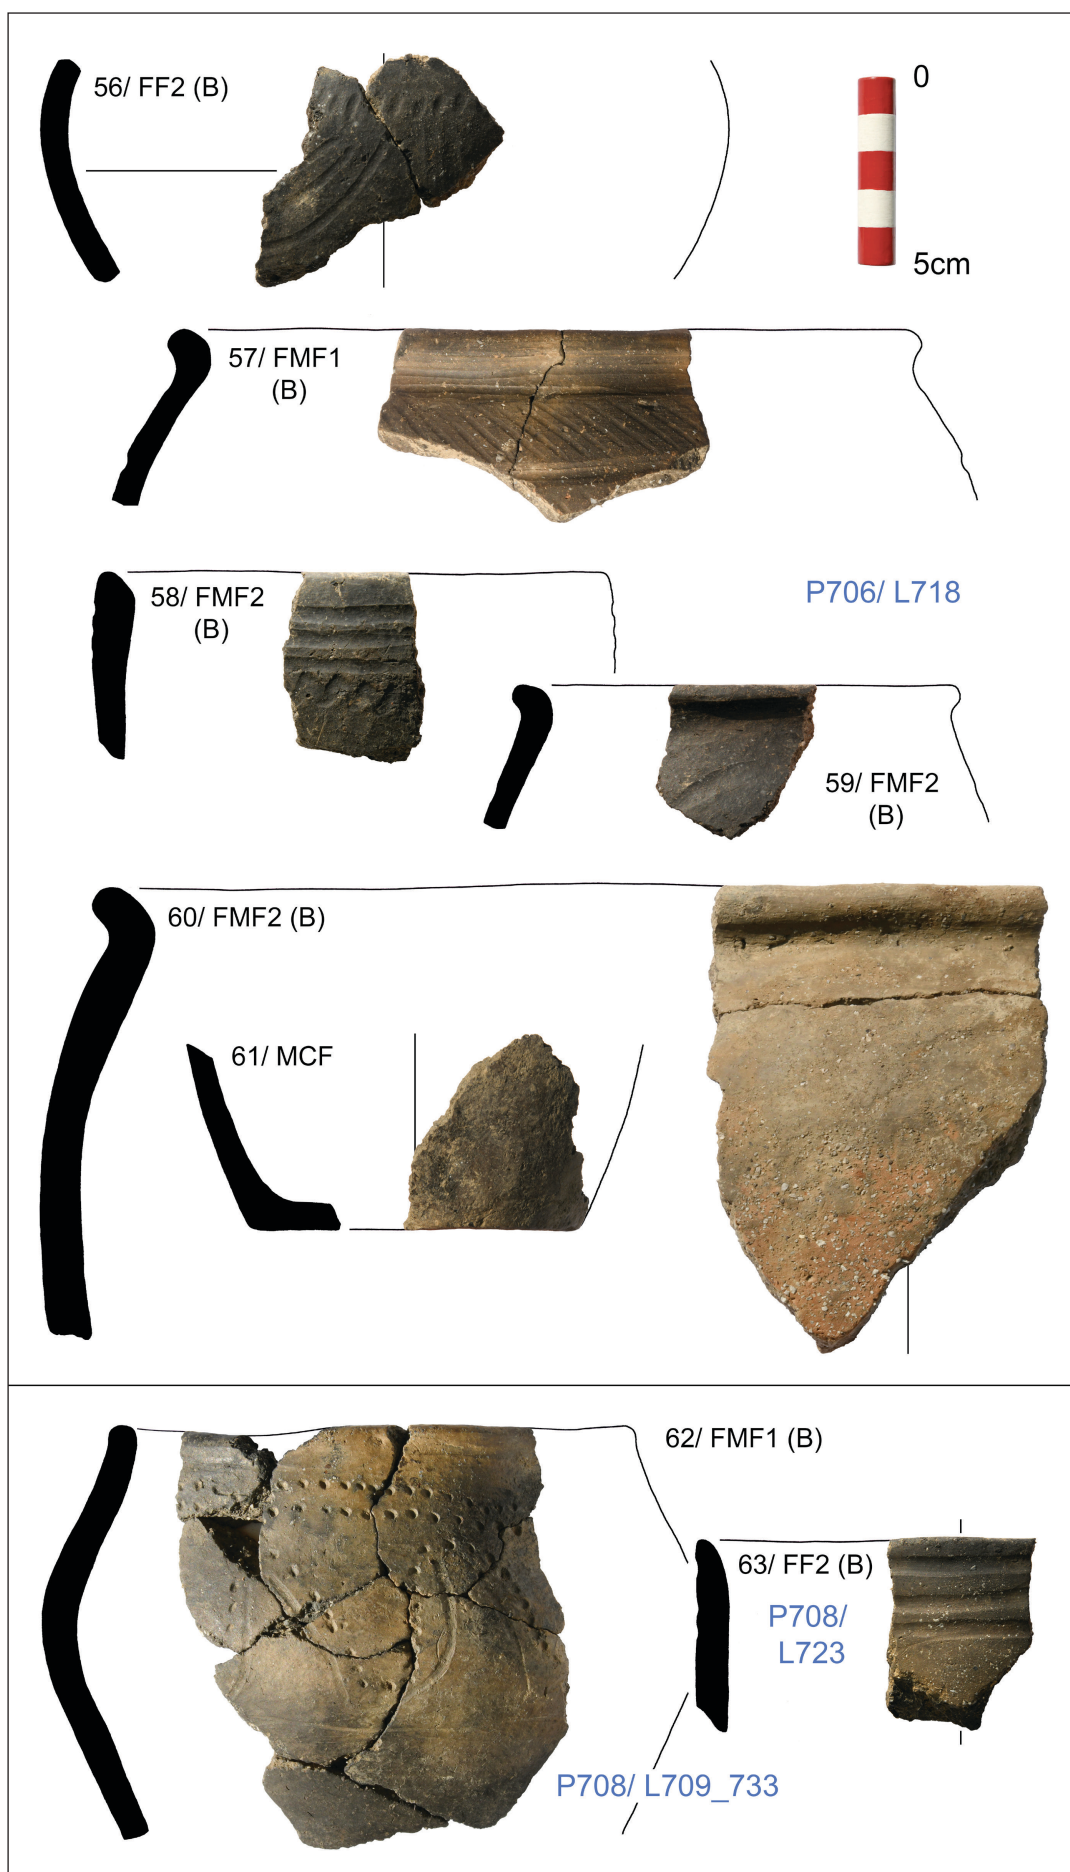 56/ FF2 (B)
0
5cm
57/ FMF1
(B)
58/ FMF2
(B)
P706/ L718
59/ FMF2
(B)
60/ FMF2 (B)
61/ MCF
62/ FMF1 (B)
63/ FF2 (B)
P708/
L723
P708/ L709_733